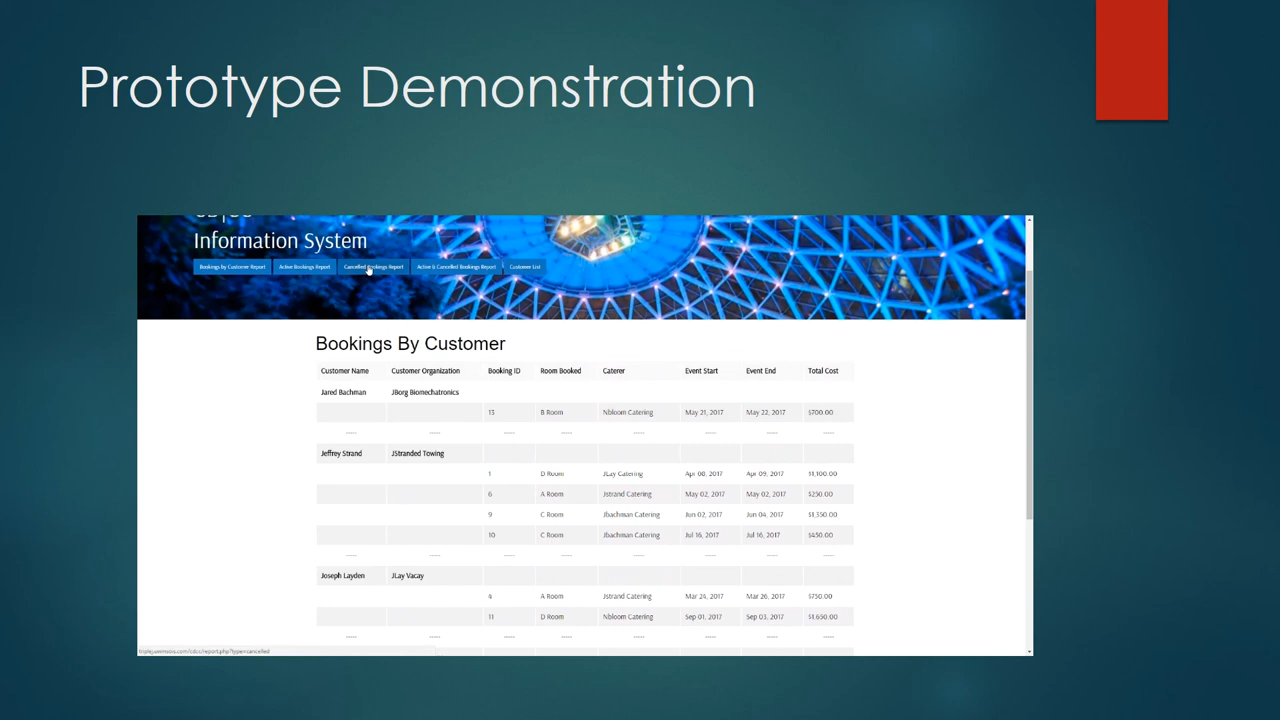 Prototype Demonstration
Information System
Bookings by Customer Report Active Bookings Report Cancelled Bookings Report Active & Cancelled Bookings Report Customer List
Bookings By Customer
Customer Name Customer Organization Booking ID Room Booked Caterer Event Start Event End Total Cost
Jared Bachman JBorg Biomechatronics
13 B Room Nbloom Catering May 21, 2017 May 22, 2017 $700.00
---- ---- ---- ---- ---- ---- ---- ----
Jeffrey Strand JStranded Towing
1 D Room JLay Catering Apr 08, 2017 Apr 09, 2017 $1,100.00
6 A Room Jstrand Catering May 02, 2017 May 02, 2017 $250.00
9 C Room Jbachman Catering Jun 02, 2017 Jun 04, 2017 $1,350.00
10 C Room Jbachman Catering Jul 16, 2017 Jul 16, 2017 $450.00
---- ---- ---- ---- ---- ---- ---- ----
Joseph Layden JLay Vacay
4 A Room Jstrand Catering Mar 24, 2017 Mar 26, 2017 $750.00
11 D Room Nbloom Catering Sep 01, 2017 Sep 03, 2017 $1,650.00
---- ---- ---- ---- ---- ---- ---- ----